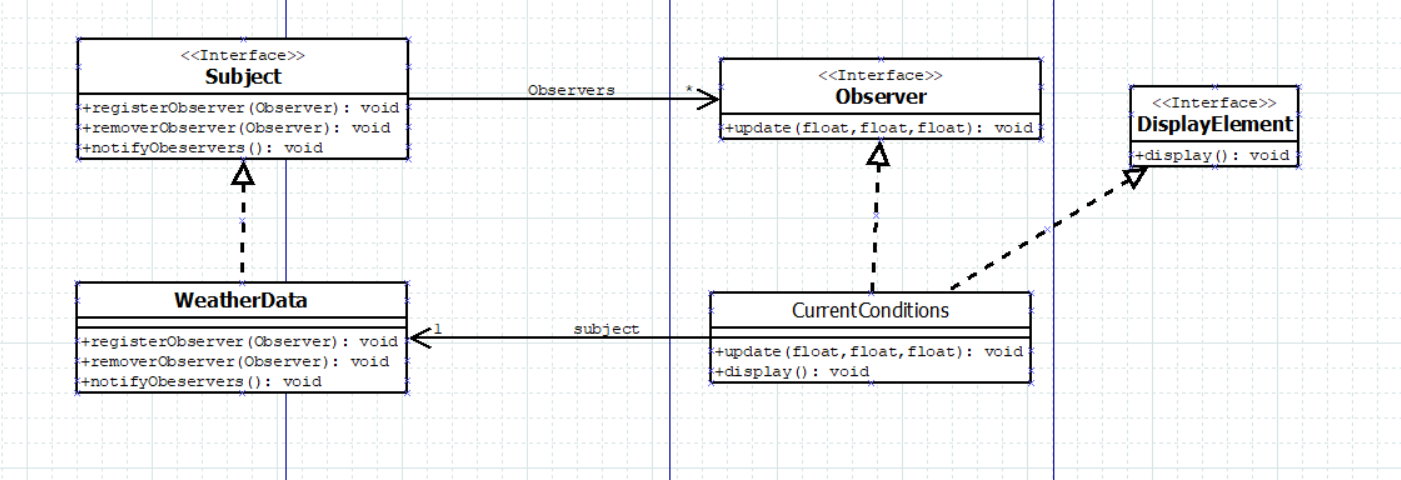 <<Interface>>
Subject
+registerObserver(Observer): void
+removerObserver(Observer): void
+notifyObeservers(): void
Observers
*
<<Interface>>
Observer
+update(float,float,float): void
<<Interface>>
DisplayElement
+display(): void
WeatherData
+registerObserver(Observer): void
+removerObserver(Observer): void
+notifyObeservers(): void
1
subject
CurrentConditions
+update(float,float,float): void
+display(): void